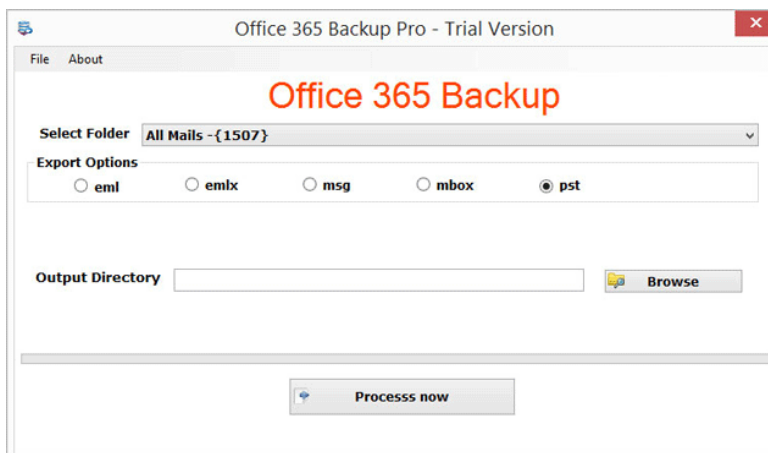 Office 365 Backup Pro - Trial Version
File About
Office 365 Backup
Select Folder All Mails -{1507}
Export Options
eml emlx msg mbox pst
Output Directory Browse
Processs now